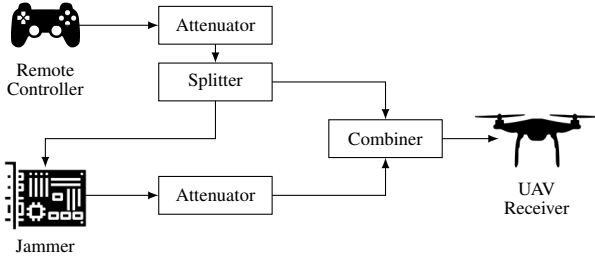 Attenuator
Remote
Controller
Splitter
Combiner
Attenuator
UAV
Receiver
Jammer